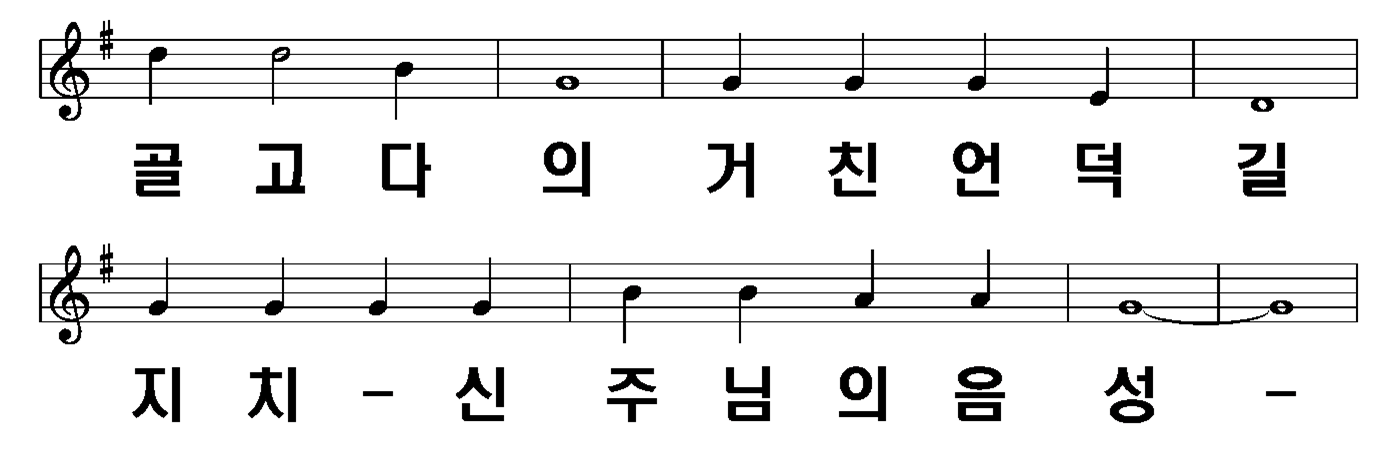 골 고 다 의 거 친 언 덕 길
지 치 - 신 주 님 의 음 성 -